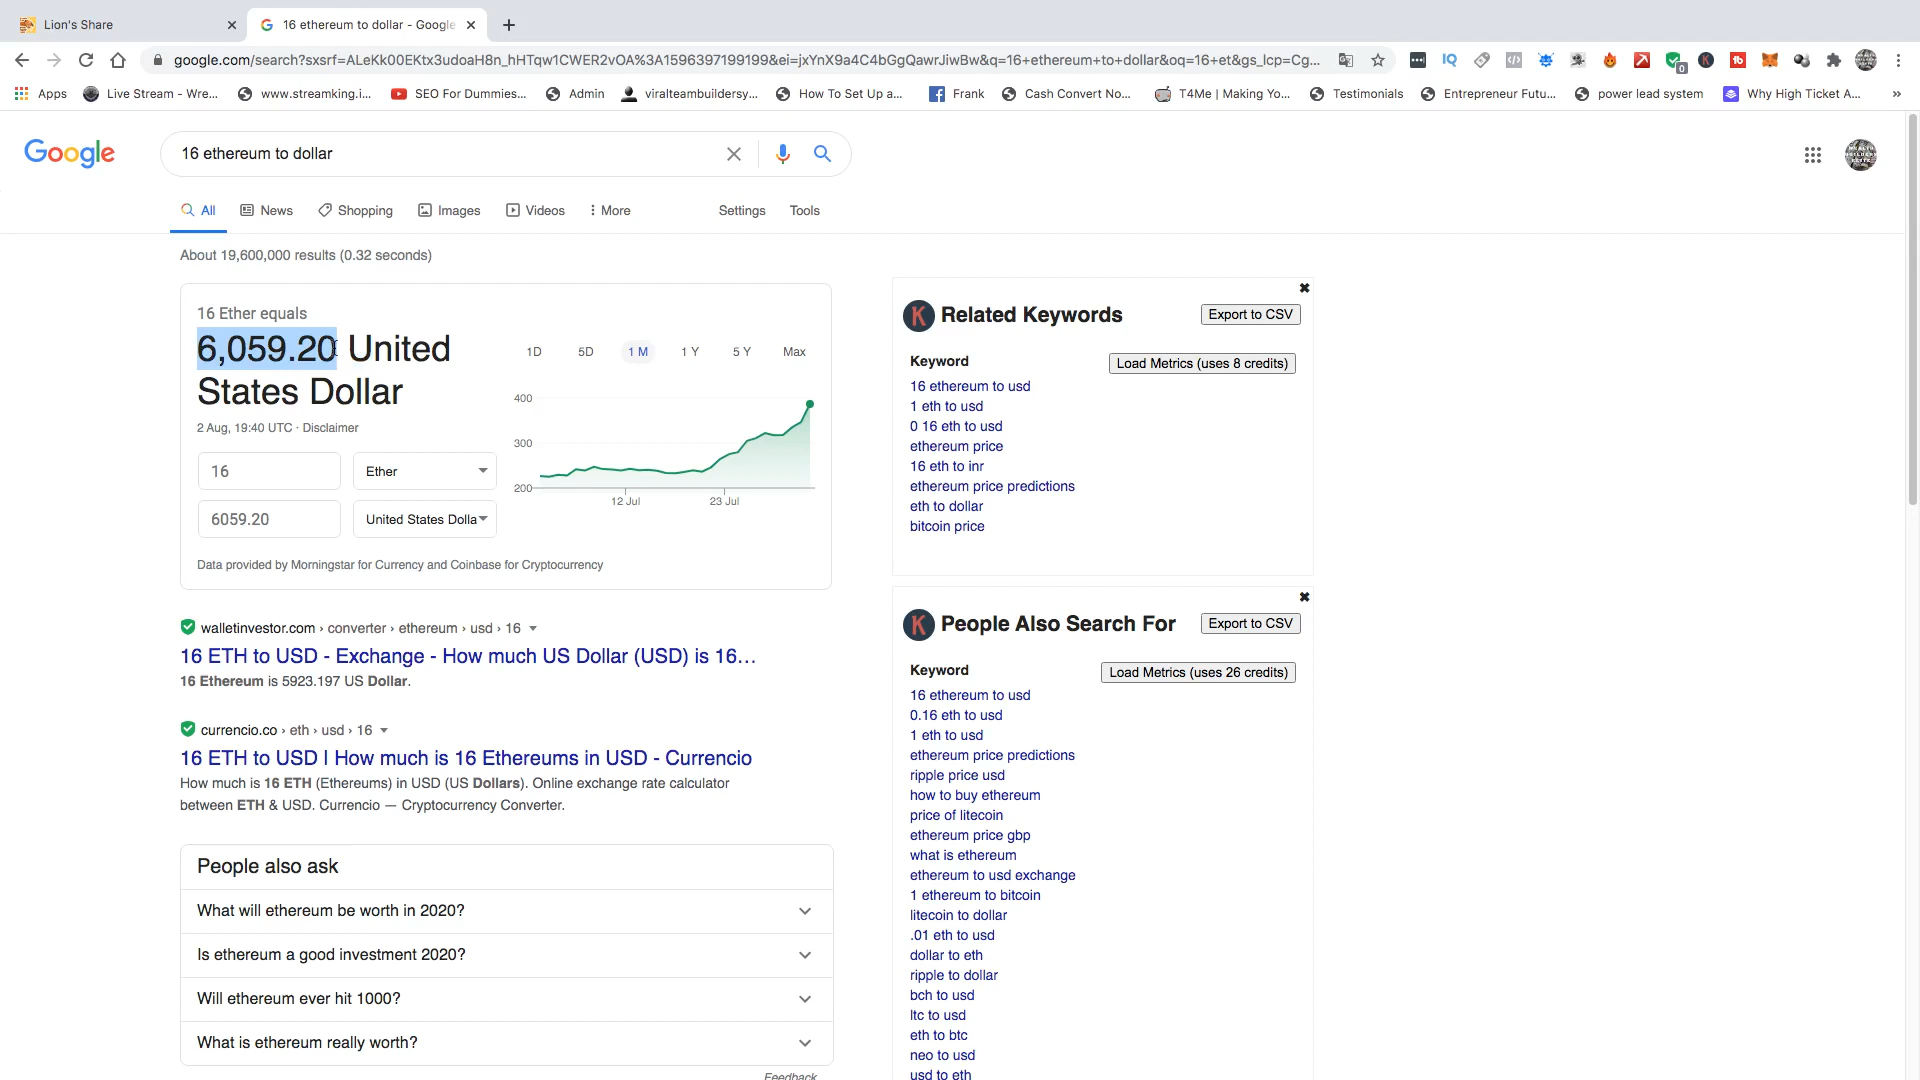 Lion's Share
16 ethereum to dollar - Google
google.com/search?sxsrf=ALeKk00EKtx3udoaH8n_hHTqw1CWER2vOA%3A1596397199199&ei=jxYnX9a4C4bGgQawrJiwBw&q=16+ethereum+to+dollar&oq=16+et&gs_lcp=Cg...
Apps
Live Stream - Wre...
www.streamking.i...
SEO For Dummies...
Admin
viralteambuildersy...
How To Set Up a...
Frank
Cash Convert No...
T4Me | Making Yo...
Testimonials
Entrepreneur Futu...
power lead system
Why High Ticket A...
Google
16 ethereum to dollar
All
News
Shopping
Images
Videos
More
Settings
Tools
About 19,600,000 results (0.32 seconds)
16 Ether equals
6,059.20 United
States Dollar
2 Aug, 19:40 UTC · Disclaimer
16
Ether
6059.20
United States Dolla
1D
5D
1 M
1 Y
5 Y
Max
400
300
200
12 Jul
23 Jul
Data provided by Morningstar for Currency and Coinbase for Cryptocurrency
walletinvestor.com › converter › ethereum › usd › 16
16 ETH to USD - Exchange - How much US Dollar (USD) is 16...
16 Ethereum is 5923.197 US Dollar.
currencio.co › eth › usd › 16
16 ETH to USD | How much is 16 Ethereums in USD - Currencio
How much is 16 ETH (Ethereums) in USD (US Dollars). Online exchange rate calculator
between ETH & USD. Currencio — Cryptocurrency Converter.
People also ask
What will ethereum be worth in 2020?
Is ethereum a good investment 2020?
Will ethereum ever hit 1000?
What is ethereum really worth?
Feedback
K
Related Keywords
Export to CSV
Keyword
Load Metrics (uses 8 credits)
16 ethereum to usd
1 eth to usd
0 16 eth to usd
ethereum price
16 eth to inr
ethereum price predictions
eth to dollar
bitcoin price
K
People Also Search For
Export to CSV
Keyword
Load Metrics (uses 26 credits)
16 ethereum to usd
0.16 eth to usd
1 eth to usd
ethereum price predictions
ripple price usd
how to buy ethereum
price of litecoin
ethereum price gbp
what is ethereum
ethereum to usd exchange
1 ethereum to bitcoin
litecoin to dollar
.01 eth to usd
dollar to eth
ripple to dollar
bch to usd
ltc to usd
eth to btc
neo to usd
usd to eth